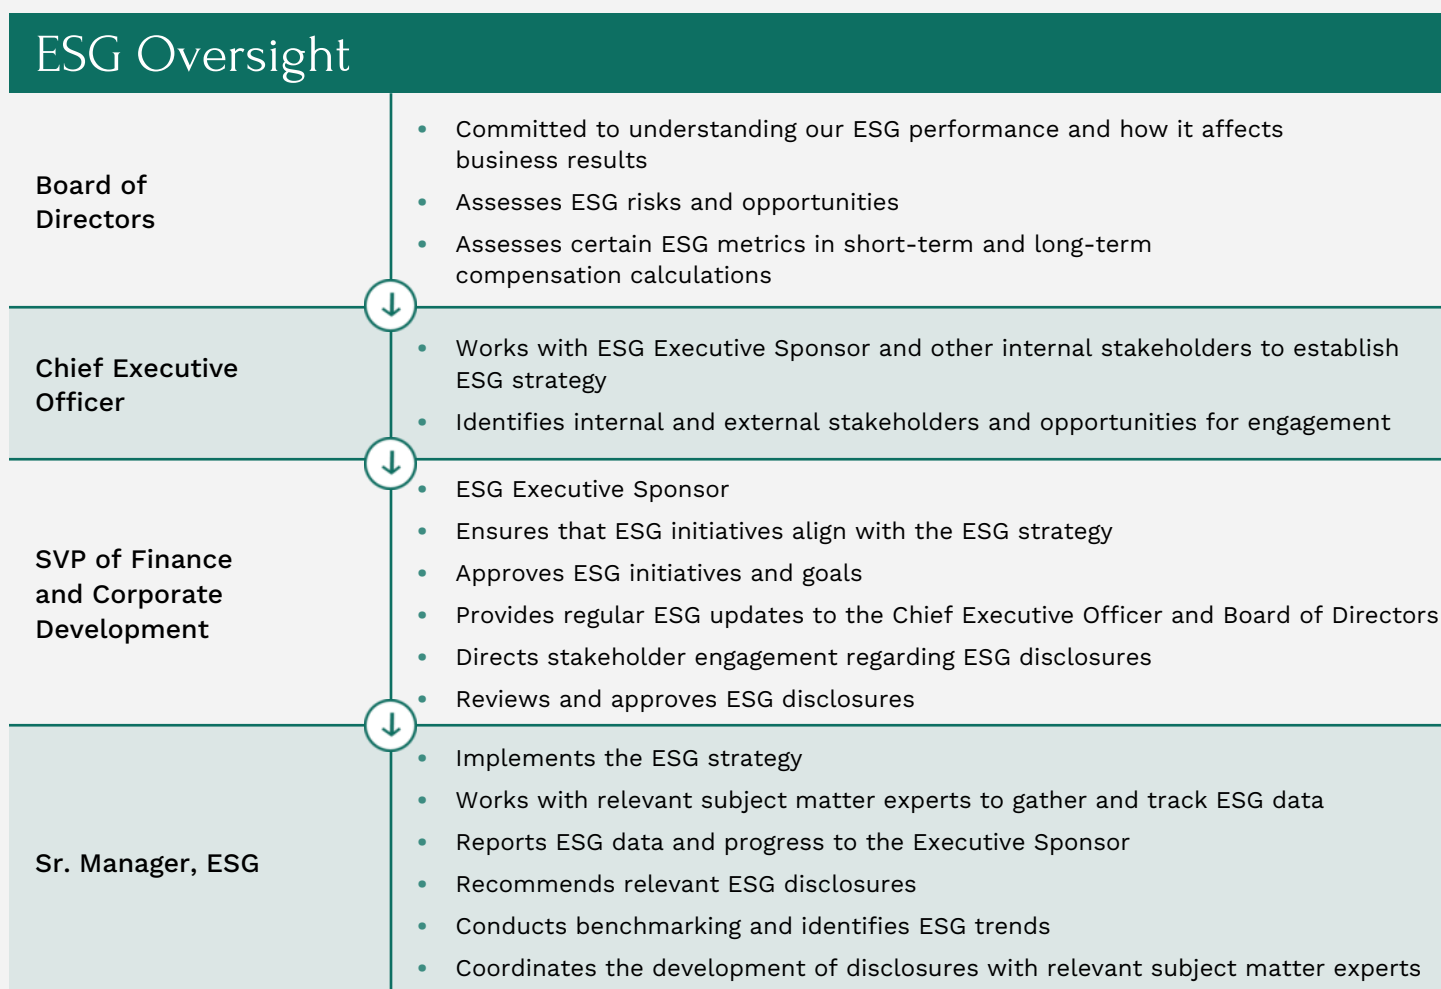 ESG Oversight
Board of
Directors
• Committed to understanding our ESG performance and how it affects
business results
• Assesses ESG risks and opportunities
• Assesses certain ESG metrics in short-term and long-term
compensation calculations
Chief Executive
Officer
• Works with ESG Executive Sponsor and other internal stakeholders to establish
ESG strategy
• Identifies internal and external stakeholders and opportunities for engagement
SVP of Finance
and Corporate
Development
• ESG Executive Sponsor
• Ensures that ESG initiatives align with the ESG strategy
• Approves ESG initiatives and goals
• Provides regular ESG updates to the Chief Executive Officer and Board of Directors
• Directs stakeholder engagement regarding ESG disclosures
• Reviews and approves ESG disclosures
Sr. Manager, ESG
• Implements the ESG strategy
• Works with relevant subject matter experts to gather and track ESG data
• Reports ESG data and progress to the Executive Sponsor
• Recommends relevant ESG disclosures
• Conducts benchmarking and identifies ESG trends
• Coordinates the development of disclosures with relevant subject matter experts